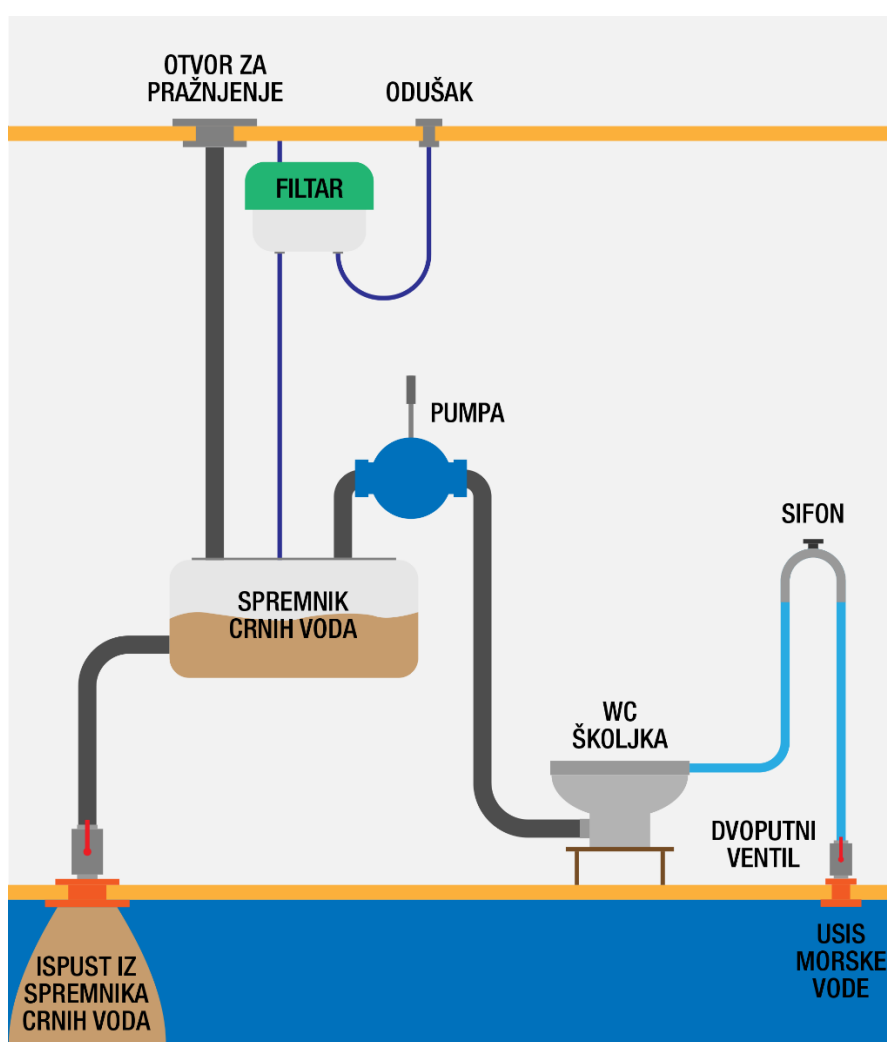 OTVOR ZA
PRAŽNJENJE
ODUŠAK
FILTAR
PUMPA
SIFON
SPREMNIK
CRNIH VODA
WC
ŠKOLJKA
DVOPUTNI
VENTIL
USIS
MORSKE
VODE
ISPUST IZ
SPREMNIKA
CRNIH VODA